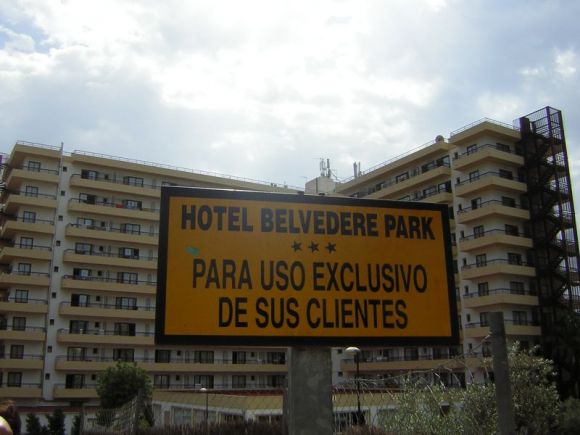 HOTEL BELVEDERE PARK
★ ★ ★
PARA USO EXCLUSIVO
DE SUS CLIENTES